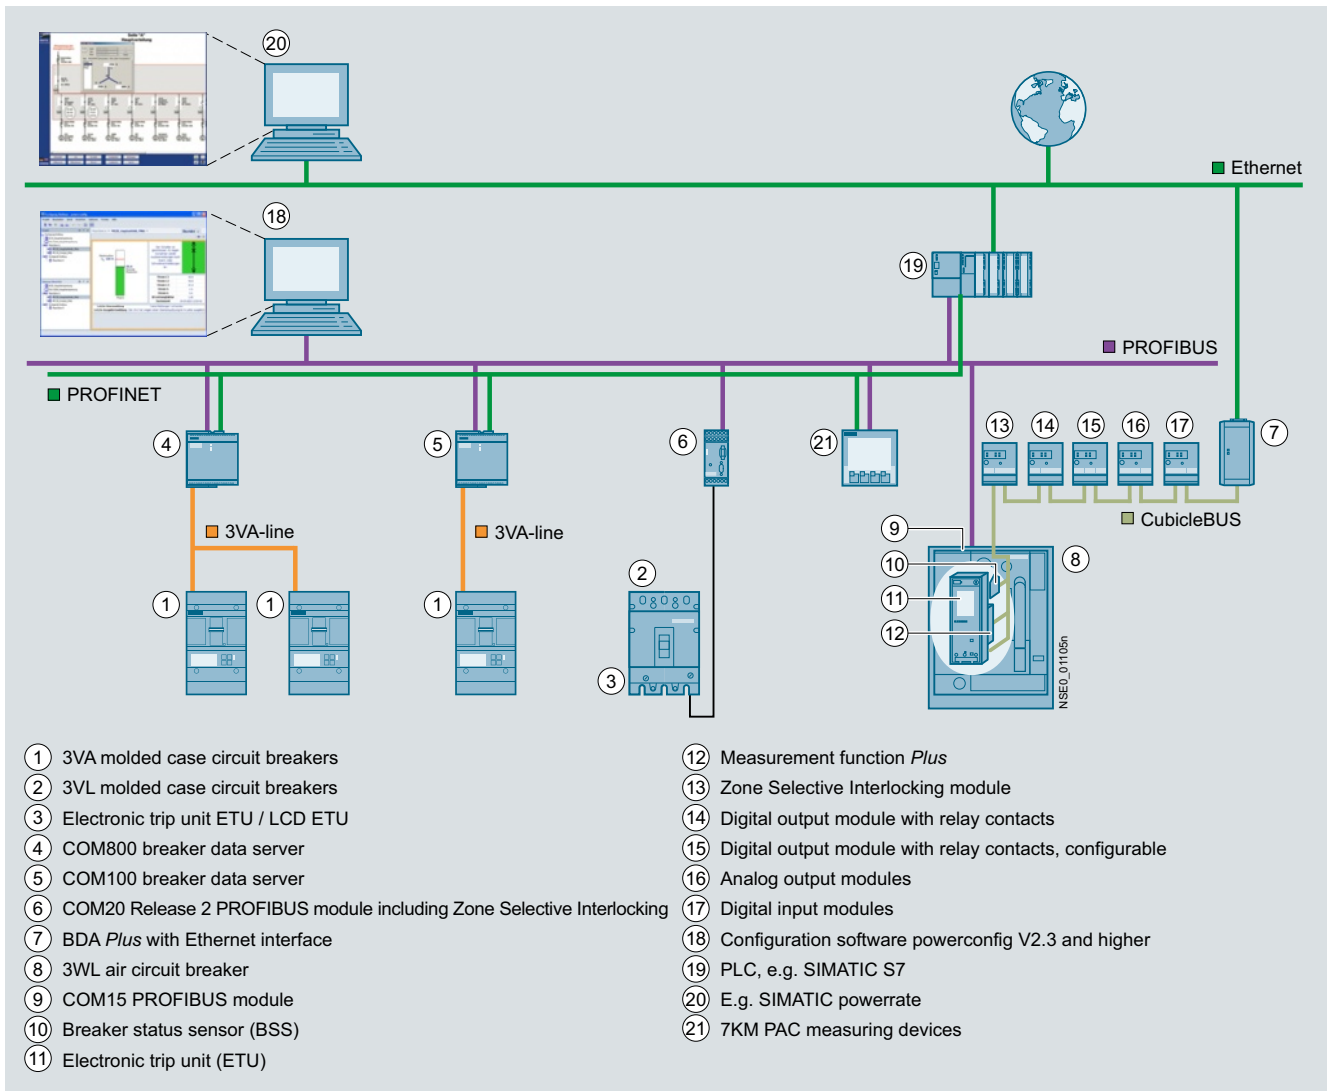 20
Ethernet
18
19
PROFIBUS
PROFINET
4
5
6
21
13
14
15
16
17
7
3VA-line
3VA-line
CubicleBUS
9
8
10
2
1
1
1
11
12
3
NSE0_01105n
1 3VA molded case circuit breakers
2 3VL molded case circuit breakers
3 Electronic trip unit ETU / LCD ETU
4 COM800 breaker data server
5 COM100 breaker data server
6 COM20 Release 2 PROFIBUS module including Zone Selective Interlocking
7 BDA Plus with Ethernet interface
8 3WL air circuit breaker
9 COM15 PROFIBUS module
10 Breaker status sensor (BSS)
11 Electronic trip unit (ETU)
12 Measurement function Plus
13 Zone Selective Interlocking module
14 Digital output module with relay contacts
15 Digital output module with relay contacts, configurable
16 Analog output modules
17 Digital input modules
18 Configuration software powerconfig V2.3 and higher
19 PLC, e.g. SIMATIC S7
20 E.g. SIMATIC powerrate
21 7KM PAC measuring devices